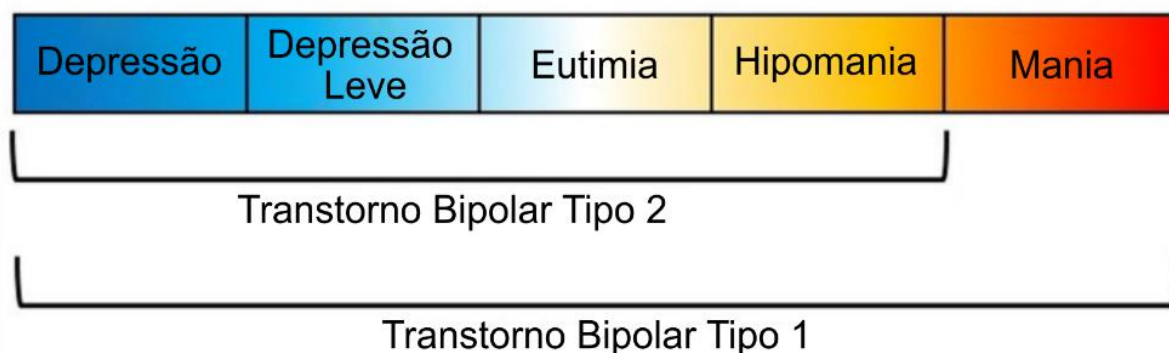 Depressão
Depressão
Leve
Eutimia
Hipomania
Mania
Transtorno Bipolar Tipo 2
Transtorno Bipolar Tipo 1